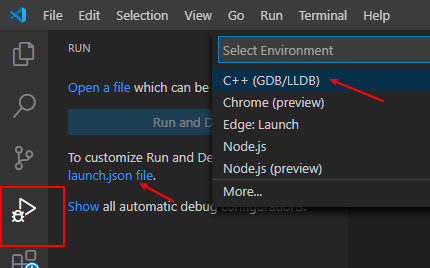 File Edit Selection View Go Run Terminal Help
RUN
Open a file which can be
Run and D
To customize Run and De
launch.json file.
Show all automatic debug configurations.
Select Environment
C++ (GDB/LLDB)
Chrome (preview)
Edge: Launch
Node.js
Node.js (preview)
More...